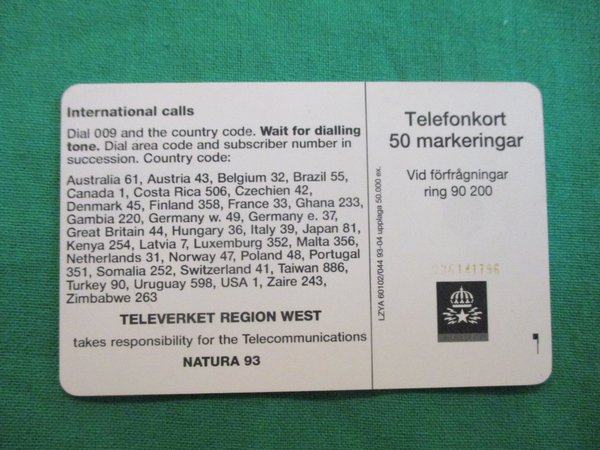 International calls
Dial 009 and the country code. Wait for dialling
tone. Dial area code and subscriber number in
succession. Country code:
Australia 61, Austria 43, Belgium 32, Brazil 55,
Canada 1, Costa Rica 506, Czechien 42,
Denmark 45, Finland 358, France 33, Ghana 233,
Gambia 220, Germany w. 49, Germany e. 37,
Great Britain 44, Hungary 36, Italy 39, Japan 81,
Kenya 254, Latvia 7, Luxemburg 352, Malta 356,
Netherlands 31, Norway 47, Poland 48, Portugal
351, Somalia 252, Switzerland 41, Taiwan 886,
Turkey 90, Uruguay 598, USA 1, Zaire 243,
Zimbabwe 263
TELEVERKET REGION WEST
takes responsibility for the Telecommunications
NATURA 93
LZYA 60102/044 93-04 upplaga 50.000 ex.
Telefonkort
50 markeringar
Vid förfrågningar
ring 90 200